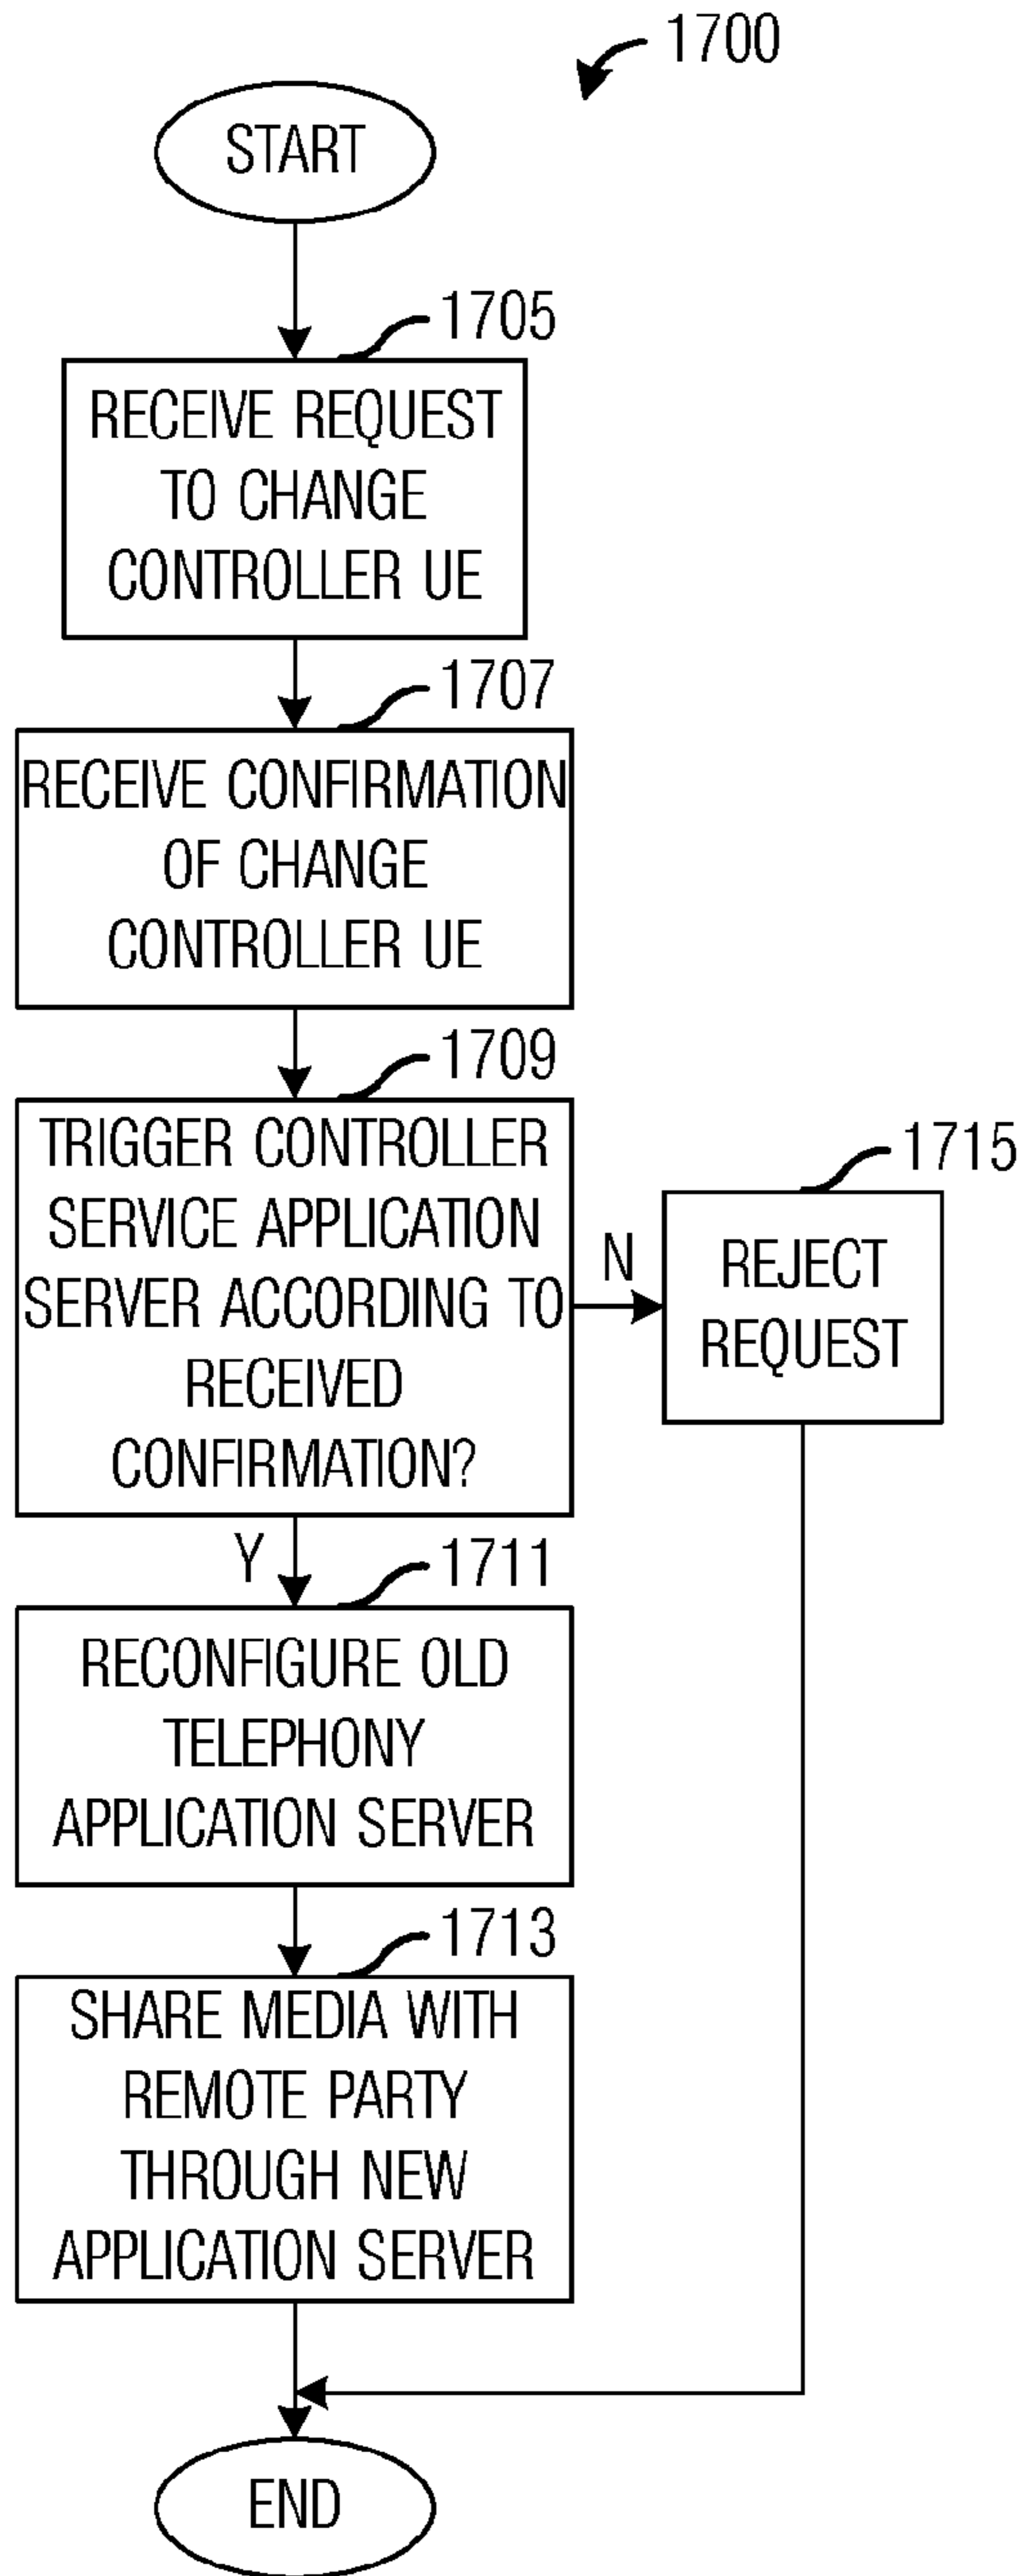 1700
START
1705
RECEIVE REQUEST
TO CHANGE
CONTROLLER UE
1707
RECEIVE CONFIRMATION
OF CHANGE
CONTROLLER UE
1709
TRIGGER CONTROLLER
SERVICE APPLICATION
SERVER ACCORDING TO
RECEIVED
CONFIRMATION?
N
1715
REJECT
REQUEST
Y
1711
RECONFIGURE OLD
TELEPHONY
APPLICATION SERVER
1713
SHARE MEDIA WITH
REMOTE PARTY
THROUGH NEW
APPLICATION SERVER
END